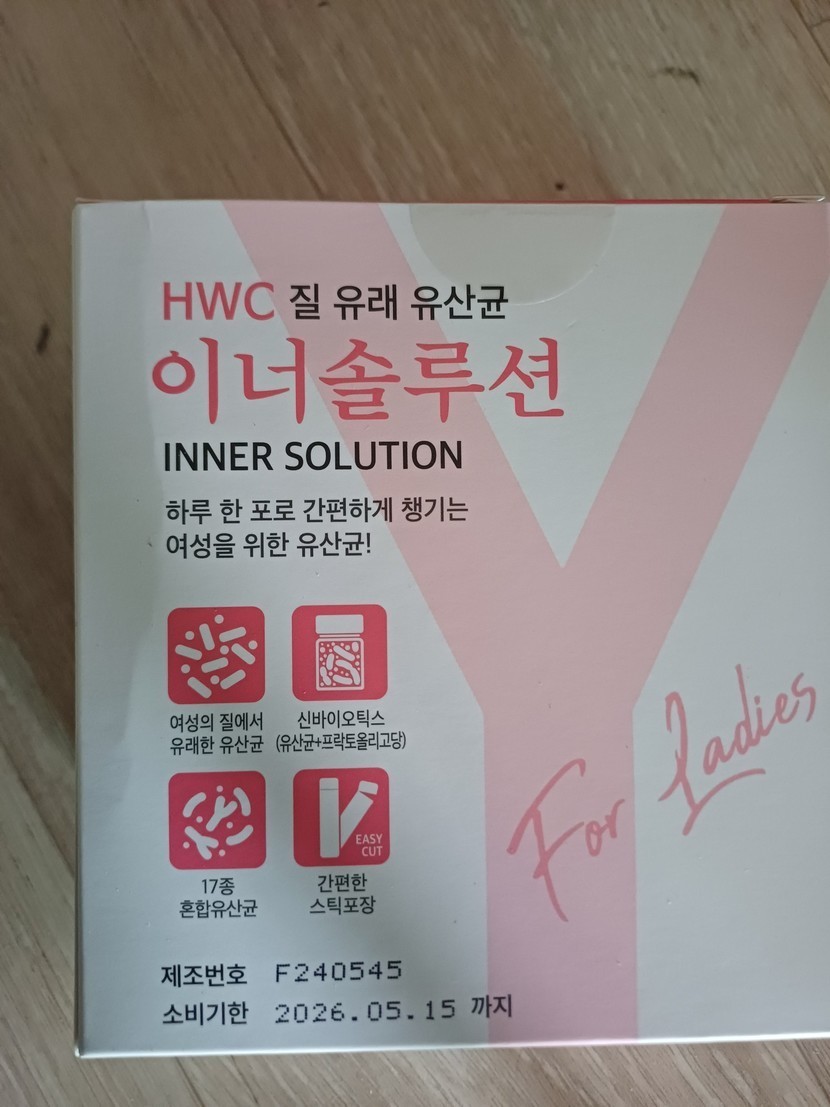 HWC 질 유래 유산균
이너솔루션
INNER SOLUTION
하루 한 포로 간편하게 챙기는
여성을 위한 유산균!
여성의 질에서
유래한 유산균
신바이오틱스
(유산균+프락토올리고당)
17종
혼합유산균
EASY
CUT
간편한
스틱포장
For Ladies
제조번호 F240545
소비기한 2026.05.15 까지